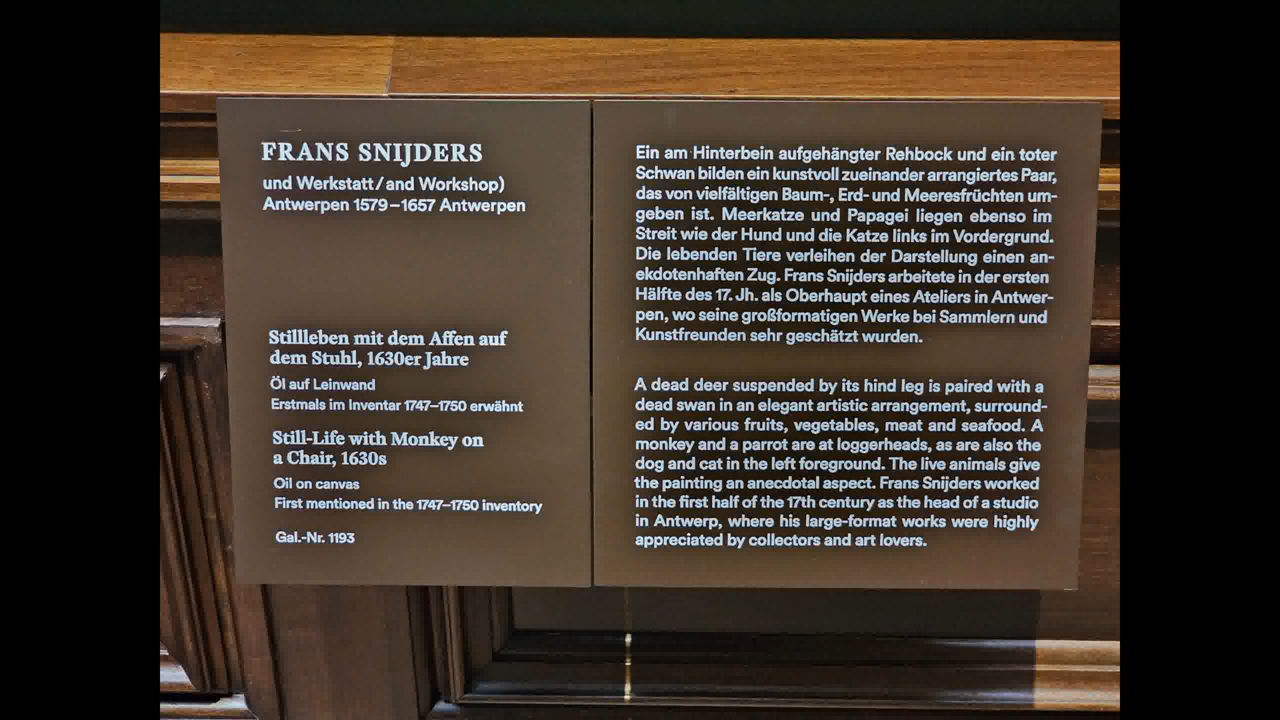 FRANS SNIJDERS
und Werkstatt/and Workshop)
Antwerpen 1579–1657 Antwerpen
Stillleben mit dem Affen auf
dem Stuhl, 1630er Jahre
Öl auf Leinwand
Erstmals im Inventar 1747–1750 erwähnt
Still-Life with Monkey on
a Chair, 1630s
Oil on canvas
First mentioned in the 1747–1750 inventory
Gal.-Nr. 1193
Ein am Hinterbein aufgehängter Rehbock und ein toter
Schwan bilden ein kunstvoll zueinander arrangiertes Paar,
das von vielfältigen Baum-, Erd- und Meeresfrüchten um-
geben ist. Meerkatze und Papagei liegen ebenso im
Streit wie der Hund und die Katze links im Vordergrund.
Die lebenden Tiere verleihen der Darstellung einen an-
ekdotenhaften Zug. Frans Snijders arbeitete in der ersten
Hälfte des 17. Jh. als Oberhaupt eines Ateliers in Antwer-
pen, wo seine großformatigen Werke bei Sammlern und
Kunstfreunden sehr geschätzt wurden.
A dead deer suspended by its hind leg is paired with a
dead swan in an elegant artistic arrangement, surround-
ed by various fruits, vegetables, meat and seafood. A
monkey and a parrot are at loggerheads, as are also the
dog and cat in the left foreground. The live animals give
the painting an anecdotal aspect. Frans Snijders worked
in the first half of the 17th century as the head of a studio
in Antwerp, where his large-format works were highly
appreciated by collectors and art lovers.